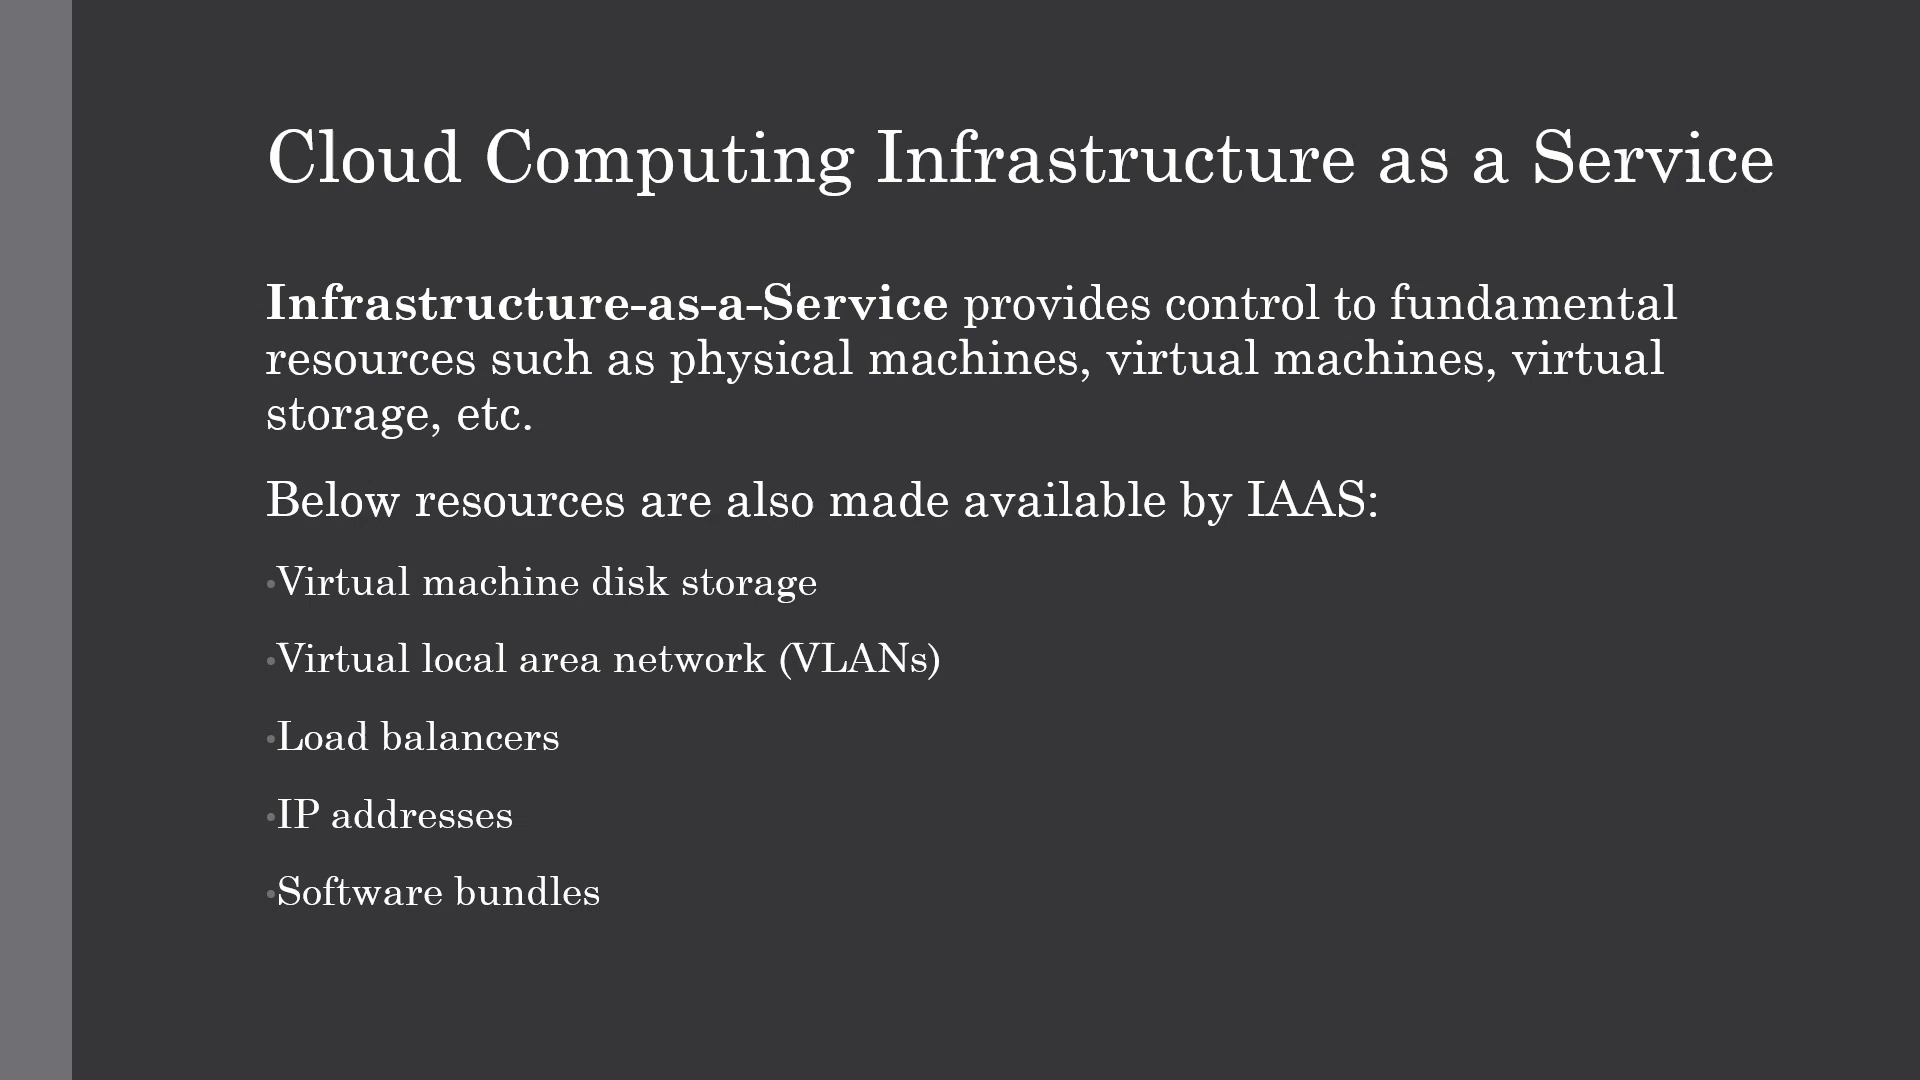 Cloud Computing Infrastructure as a Service
Infrastructure-as-a-Service provides control to fundamental
resources such as physical machines, virtual machines, virtual
storage, etc.
Below resources are also made available by IAAS:
•Virtual machine disk storage
•Virtual local area network (VLANs)
•Load balancers
•IP addresses
•Software bundles